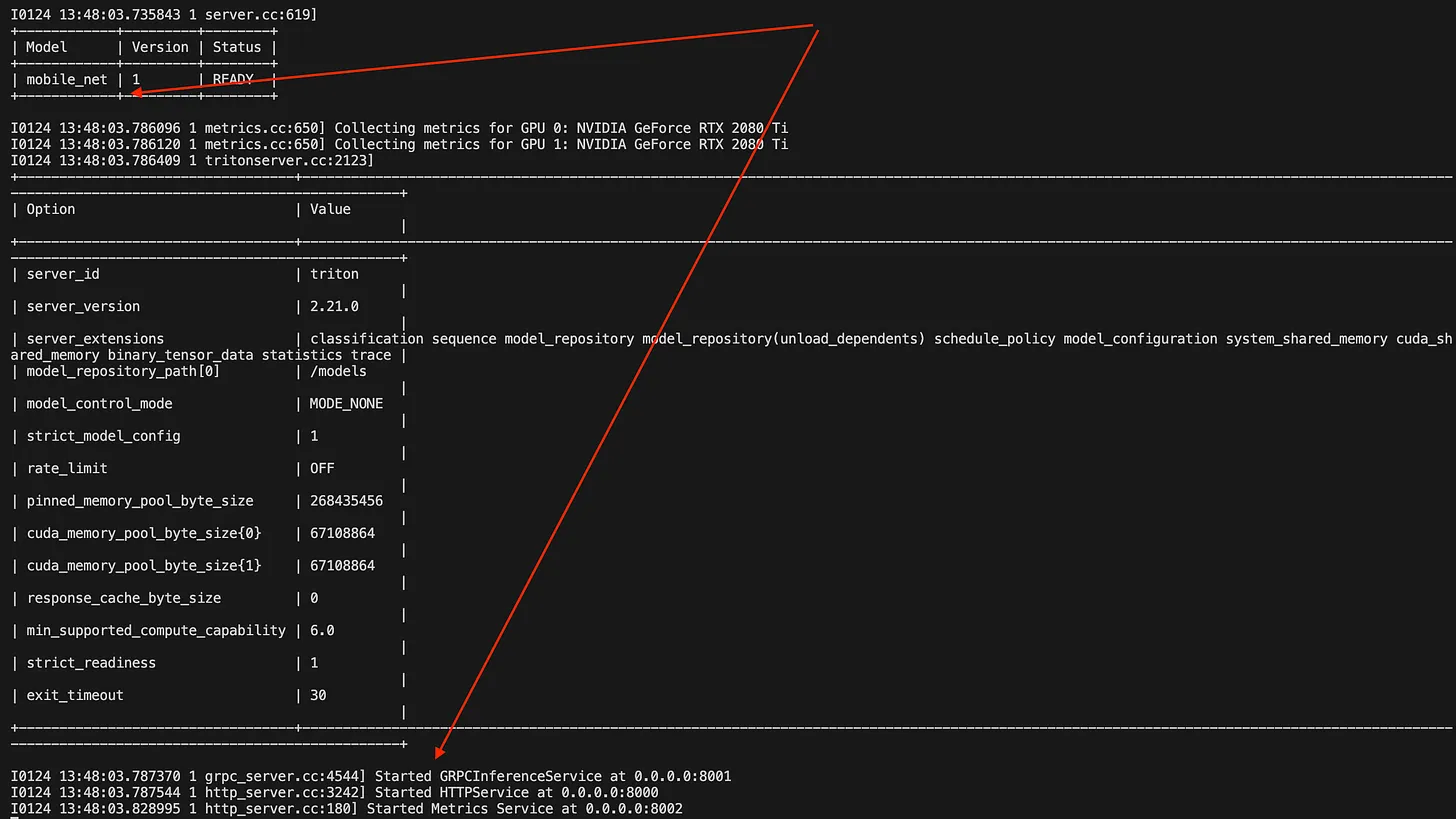 I0124 13:48:03.735843 1 server.cc:619]
+------------+---------+--------+
| Model      | Version | Status |
+------------+---------+--------+
| mobile_net | 1       | READY  |
+------------+---------+--------+
I0124 13:48:03.786096 1 metrics.cc:650] Collecting metrics for GPU 0: NVIDIA GeForce RTX 2080 Ti
I0124 13:48:03.786120 1 metrics.cc:650] Collecting metrics for GPU 1: NVIDIA GeForce RTX 2080 Ti
I0124 13:48:03.786409 1 tritonserver.cc:2123]
| Option | Value
|
| server_id | triton
|
| server_version | 2.21.0
|
| server_extensions | classification sequence model_repository model_repository(unload_dependents) schedule_policy model_configuration system_shared_memory cuda_sh
ared_memory binary_tensor_data statistics trace |
| model_repository_path[0] | /models
|
| model_control_mode | MODE_NONE
|
| strict_model_config | 1
|
| rate_limit | OFF
|
| pinned_memory_pool_byte_size | 268435456
|
| cuda_memory_pool_byte_size{0} | 67108864
|
| cuda_memory_pool_byte_size{1} | 67108864
|
| response_cache_byte_size | 0
|
| min_supported_compute_capability | 6.0
|
| strict_readiness | 1
|
| exit_timeout | 30
|
I0124 13:48:03.787370 1 grpc_server.cc:4544] Started GRPCInferenceService at 0.0.0.0:8001
I0124 13:48:03.787544 1 http_server.cc:3242] Started HTTPService at 0.0.0.0:8000
I0124 13:48:03.828995 1 http_server.cc:180] Started Metrics Service at 0.0.0.0:8002